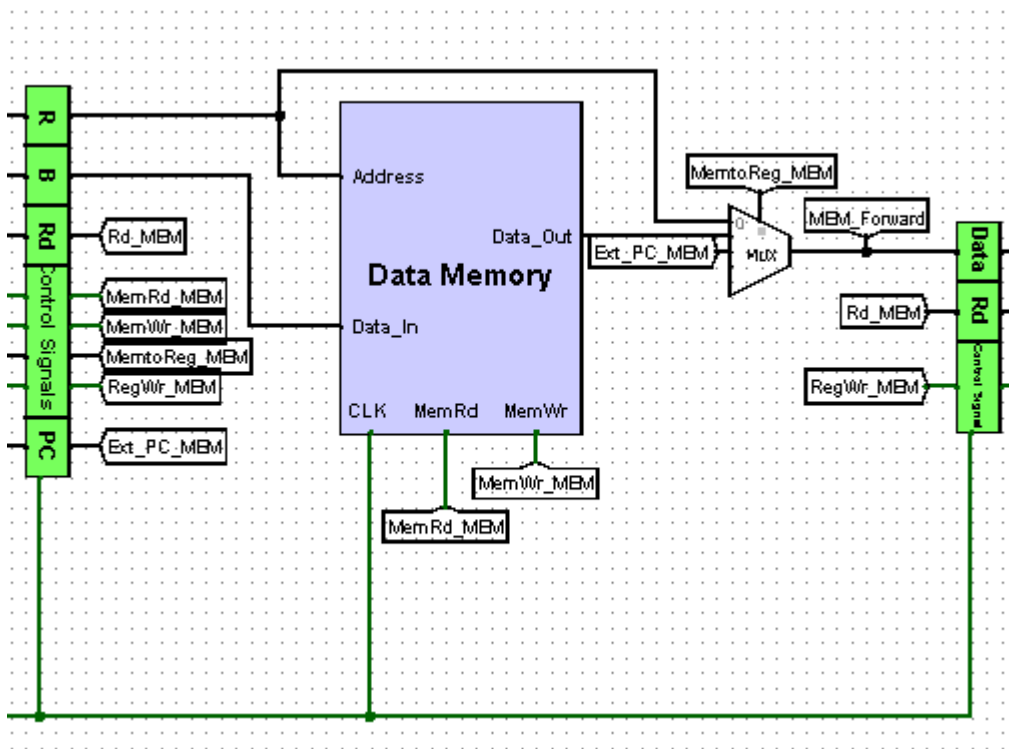 R
B
Rd
Control Signals
PC
Rd_MEM
MemRd_MEM
MemWr_MEM
MemtoReg_MEM
RegWr_MEM
Ext_PC_MEM
Address
Data_Out
Data Memory
Data_In
CLK MemRd MemWr
MemWr_MEM
MemRd_MEM
MemtoReg_MEM
0
MUX
Ext_PC_MEM
MEM_Forward
Rd_MEM
RegWr_MEM
Data
Rd
Control Signal